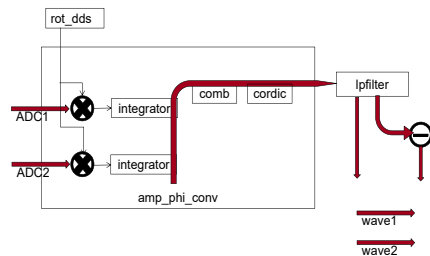 rot_dds
integrator
ADC1
comb
cordic
lpfilter
integrator
ADC2
amp_phi_conv
wave1
wave2